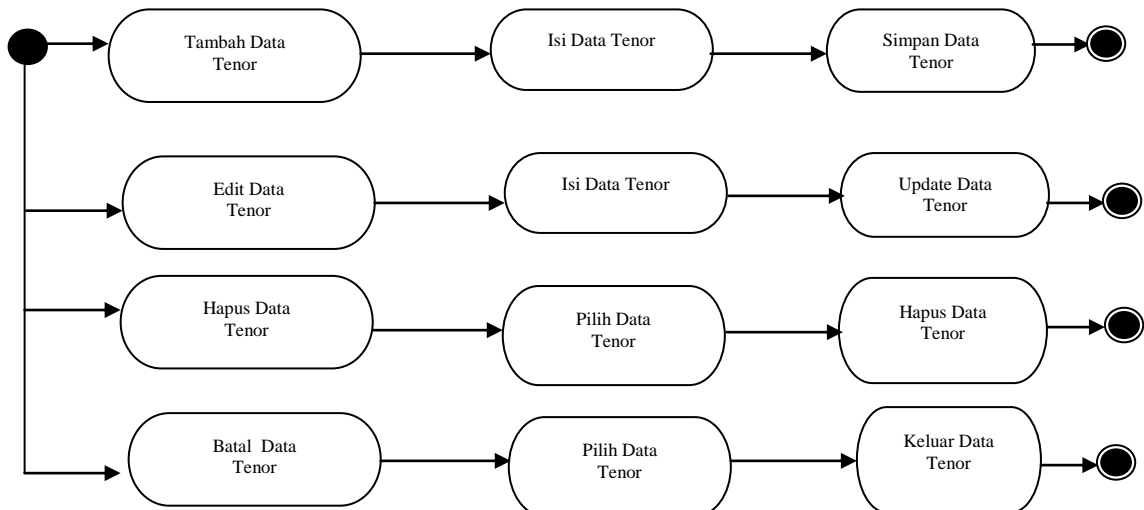 Tambah Data
Tenor
Isi Data Tenor
Simpan Data
Tenor
Edit Data
Tenor
Isi Data Tenor
Update Data
Tenor
Hapus Data
Tenor
Pilih Data
Tenor
Hapus Data
Tenor
Batal Data
Tenor
Pilih Data
Tenor
Keluar Data
Tenor